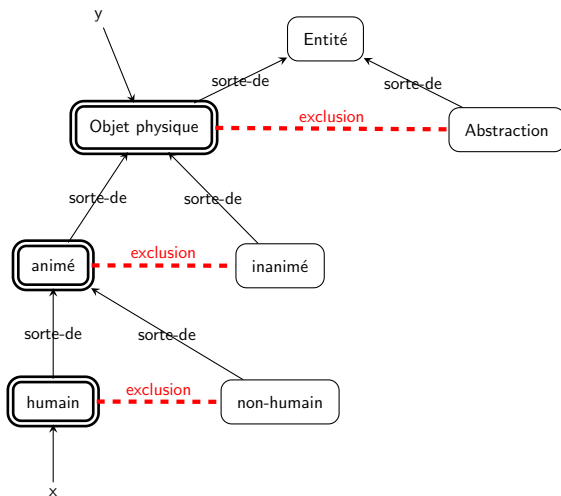 y
Entité
sorte-de
sorte-de
Objet physique
exclusion
Abstraction
sorte-de
sorte-de
animé
exclusion
inanimé
sorte-de
sorte-de
humain
exclusion
non-humain
x